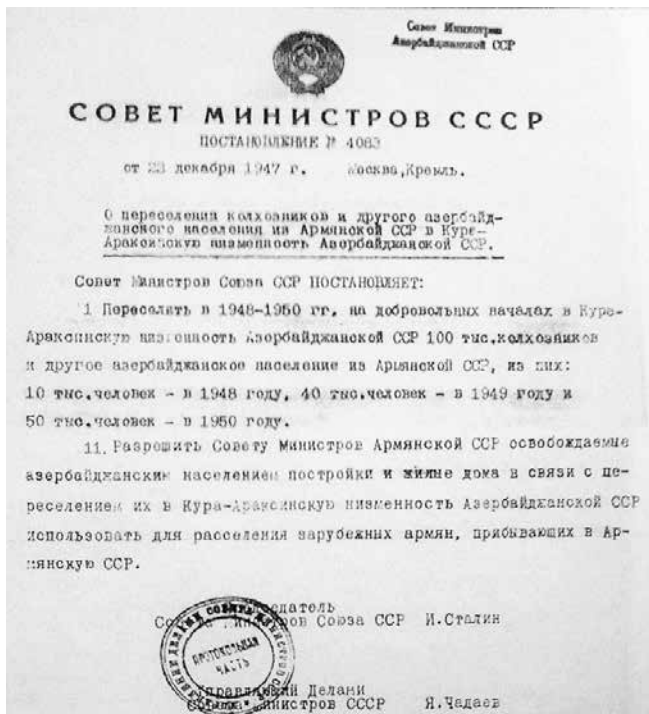 Совет Министров
Азербайджанской ССР
СОВЕТ МИНИСТРОВ СССР
ПОСТАНОВЛЕНИЕ № 4083
от 23 декабря 1947 г. Москва, Кремль.
О переселении колхозников и другого азербайд-
жанского населения из Армянской ССР в Кура-
Араксинскую низменность Азербайджанской ССР.
Совет Министров Союза ССР ПОСТАНОВЛЯЕТ:
1 Переселить в 1948-1950 гг. на добровольных началах в Кура-
Араксинскую низменность Азербайджанской ССР 100 тыс.колхозников
и другое азербайджанское население из Армянской ССР, из них:
10 тыс.человек - в 1948 году, 40 тыс.человек - в 1949 году и
50 тыс.человек - в 1950 году.
11. Разрешить Совету Министров Армянской ССР освобождаемые
азербайджанским населением постройки и жилые дома в связи с пе-
реселением их в Кура-Араксинскую низменность Азербайджанской ССР
использовать для расселения зарубежных армян, прибывающих в Ар-
мянскую ССР.
Председатель
Совета Министров Союза ССР И.Сталин
ПРОТОКОЛЬНАЯ
ЧАСТЬ
Управляющий Делами
Совета Министров СССР Я.Чадаев